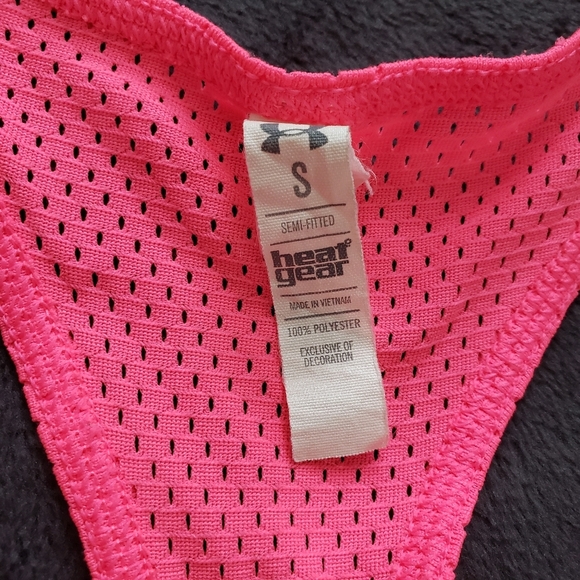 S
SEMI-FITTED
heat
gear
MADE IN VIETNAM
100% POLYESTER
EXCLUSIVE OF
DECORATION